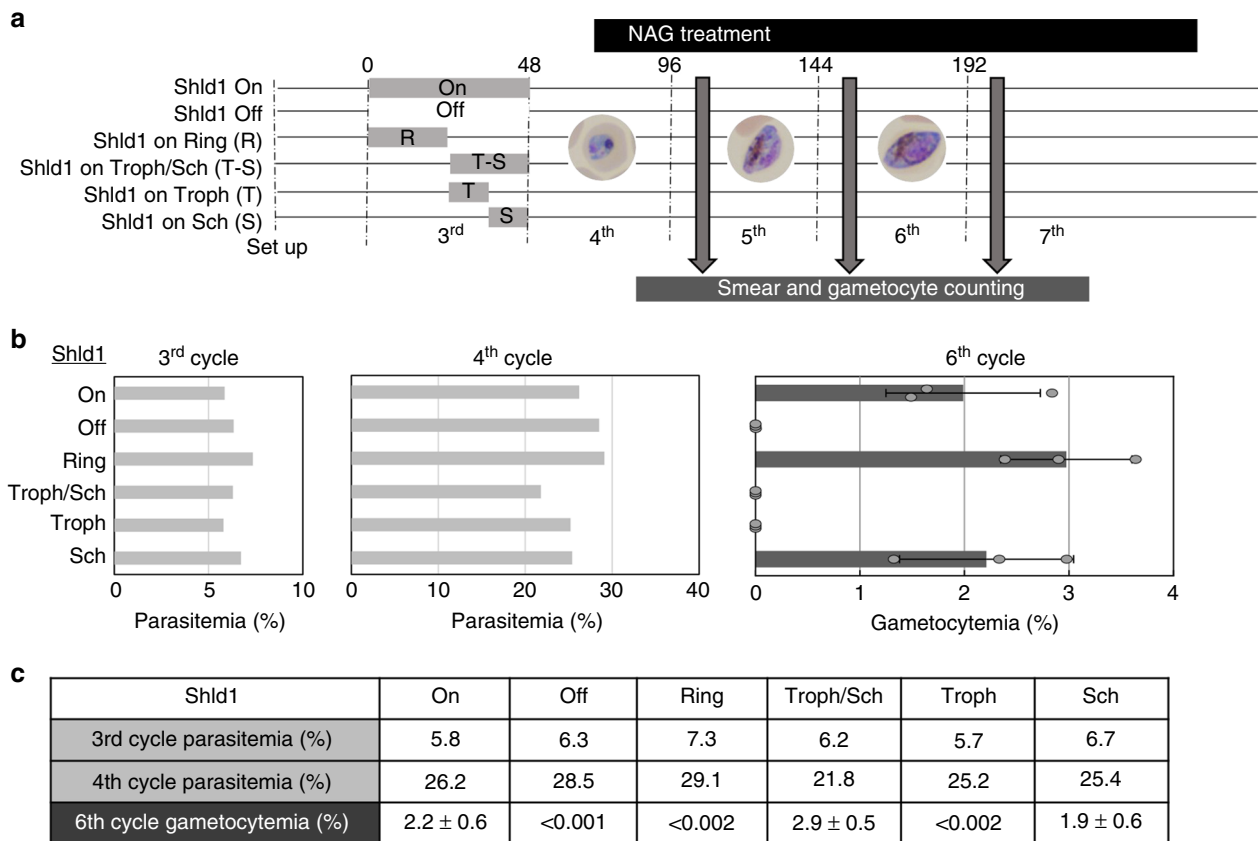 a
NAG treatment
0 48 96 144 192
Shld1 On On
Shld1 Off Off
Shld1 on Ring (R) R
Shld1 on Troph/Sch (T-S) T-S
Shld1 on Troph (T) T
Shld1 on Sch (S) S
Set up 3rd 4th 5th 6th 7th
Smear and gametocyte counting
b
Shld1 3rd cycle 4th cycle 6th cycle
On
Off
Ring
Troph/Sch
Troph
Sch
0 5 10 0 10 20 30 40 0 1 2 3 4
Parasitemia (%) Parasitemia (%) Gametocytemia (%)
c
Shld1 On Off Ring Troph/Sch Troph Sch
3rd cycle parasitemia (%) 5.8 6.3 7.3 6.2 5.7 6.7
4th cycle parasitemia (%) 26.2 28.5 29.1 21.8 25.2 25.4
6th cycle gametocytemia (%) 2.2 ± 0.6 <0.001 <0.002 2.9 ± 0.5 <0.002 1.9 ± 0.6